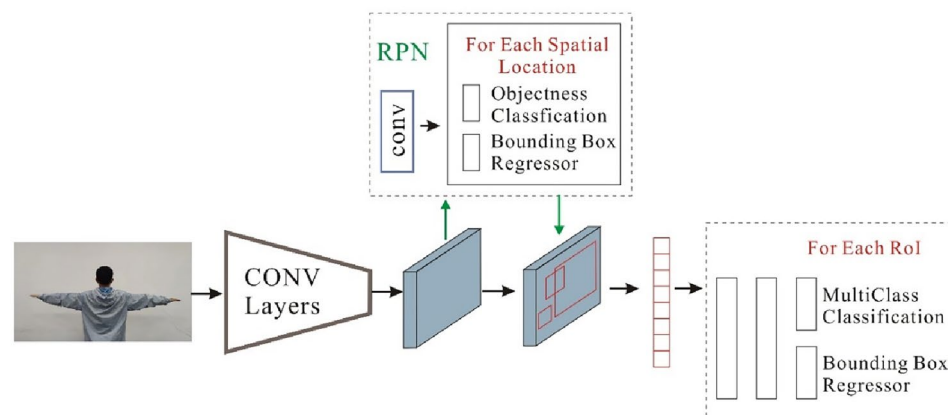 RPN
For Each Spatial
Location
conv
Objectness
Classfication
Bounding Box
Regressor
CONV
Layers
For Each RoI
MultiClass
Classification
Bounding Box
Regressor